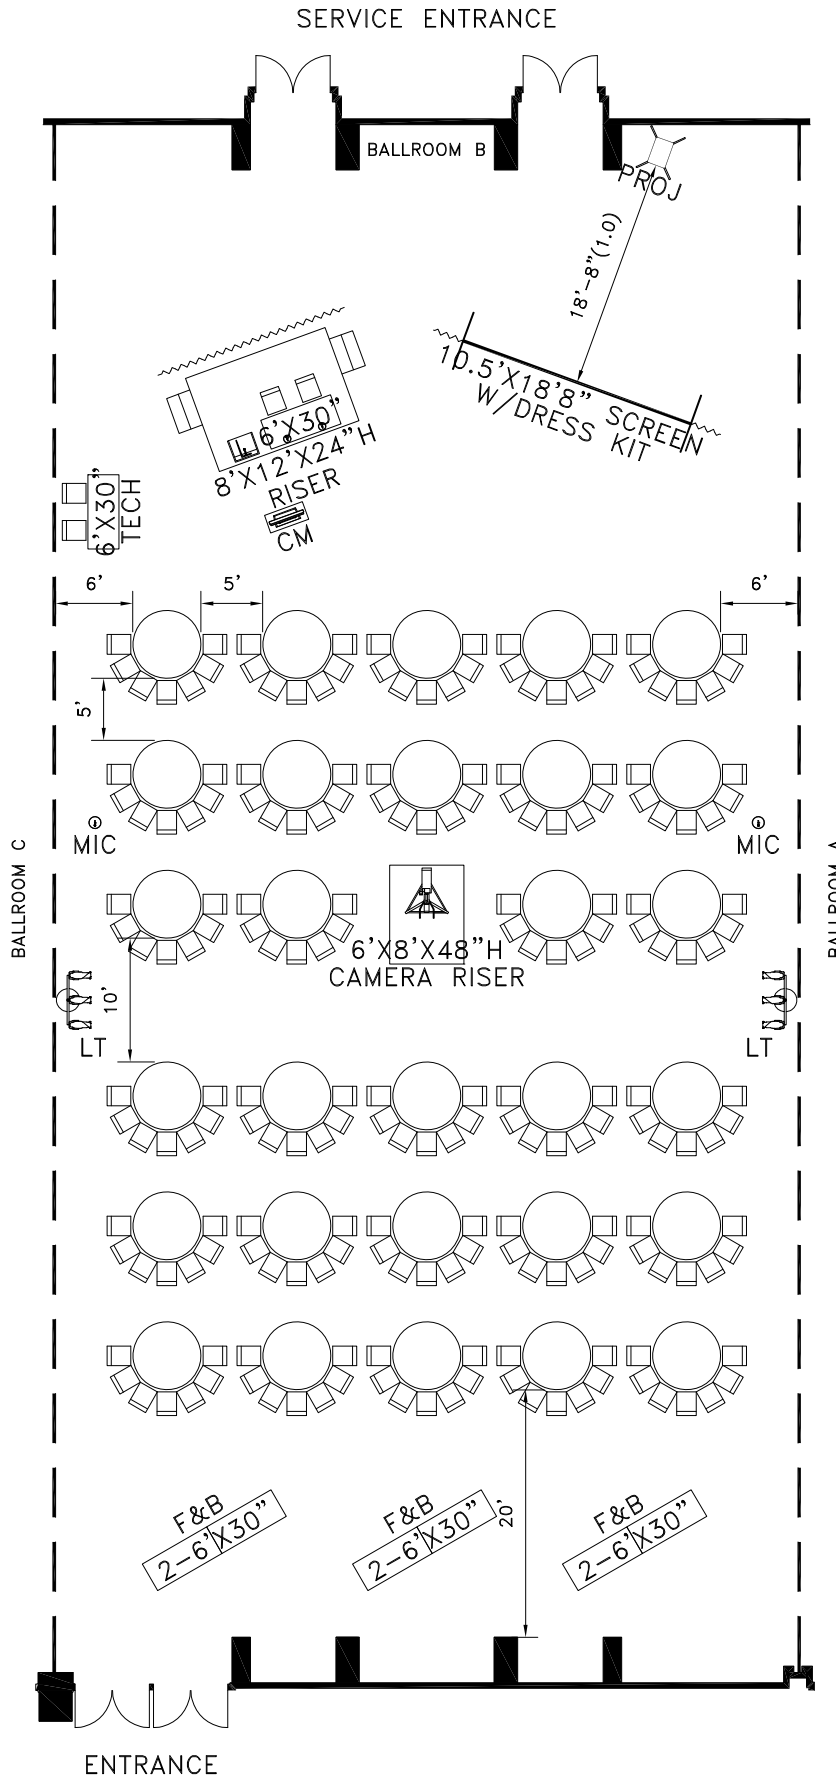 SERVICE ENTRANCE
BALLROOM B
PROJ
18'-8"(1.0)
10.5'X18'8" SCREEN
W/DRESS KIT
6'X30"
8'X12'X24"H
RISER
CM
6'X30"
TECH
6'
5'
6'
5'
MIC
MIC
BALLROOM C
BALLROOM A
6'X8'X48"H
CAMERA RISER
10'
LT
LT
F&B
2-6'X30"
F&B
2-6'X30"
20'
F&B
2-6'X30"
ENTRANCE